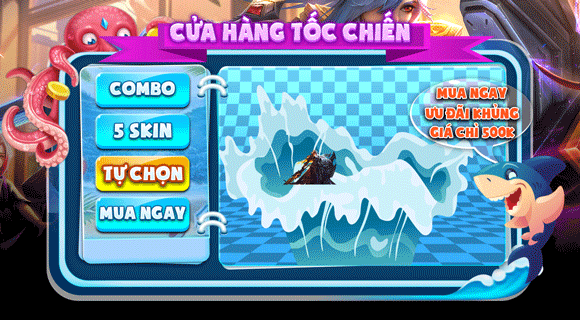 CỬA HÀNG TỐC CHIẾN
COMBO
5 SKIN
TỰ CHỌN
MUA NGAY
MUA NGAY
ƯU ĐÃI KHỦNG
GIÁ CHỈ 500K